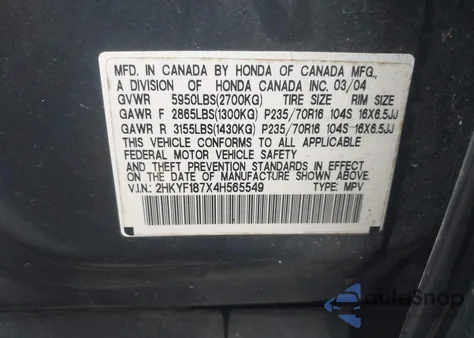 MFD. IN CANADA BY HONDA OF CANADA MFG.,
A DIVISION OF HONDA CANADA INC. 03/04
GVWR 5950LBS(2700KG) TIRE SIZE RIM SIZE
GAWR F 2865LBS(1300KG) P235/70R16 104S 16X6.5JJ
GAWR R 3155LBS(1430KG) P235/70R16 104S 16X6.5JJ
THIS VEHICLE CONFORMS TO ALL APPLICABLE
FEDERAL MOTOR VEHICLE SAFETY
AND THEFT PREVENTION STANDARDS IN EFFECT
ON THE DATE OF MANUFACTURE SHOWN ABOVE.
V.I.N.: 2HKYF187X4H565549 TYPE: MPV
autoSnap